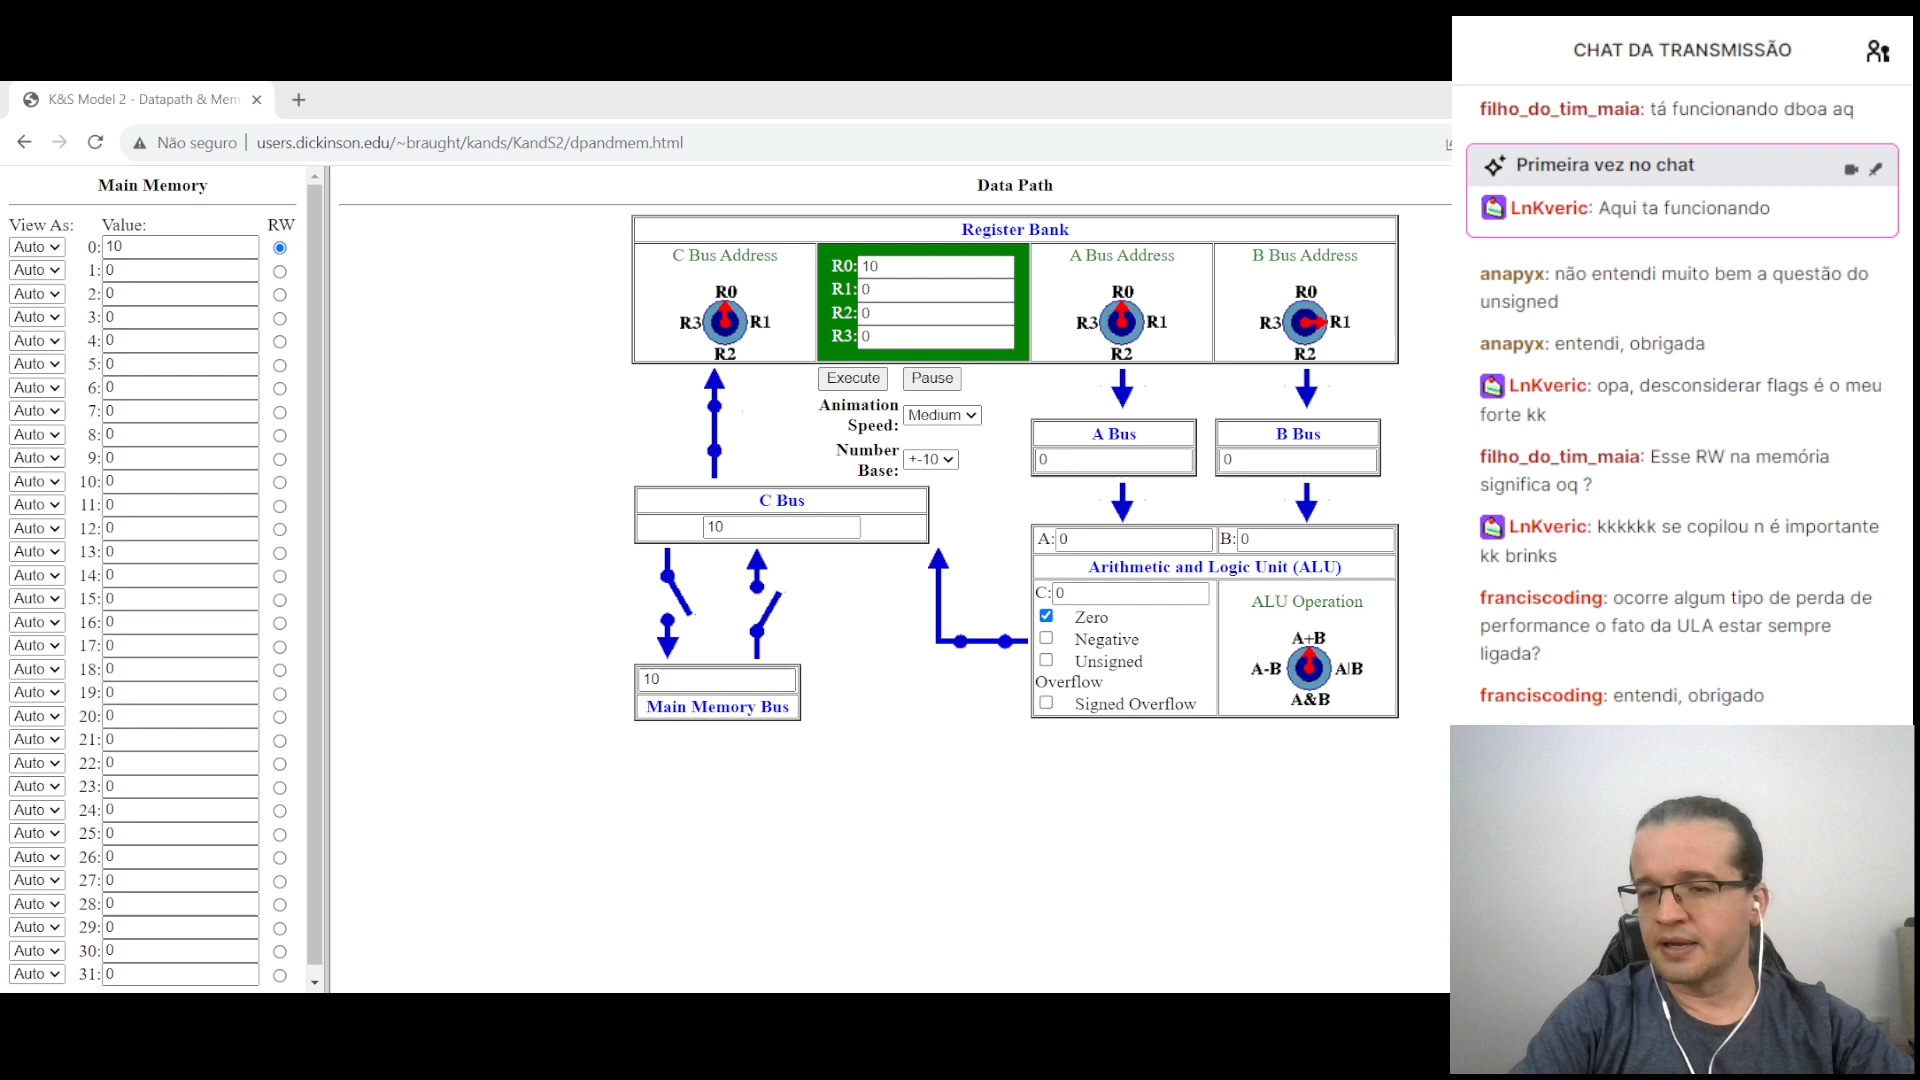 K&S Model 2 - Datapath & Mem
Não seguro
users.dickinson.edu/~braught/kands/KandS2/dpandmem.html
Main Memory
View As: Value: RW
Auto 0: 10
Auto 1: 0
Auto 2: 0
Auto 3: 0
Auto 4: 0
Auto 5: 0
Auto 6: 0
Auto 7: 0
Auto 8: 0
Auto 9: 0
Auto 10: 0
Auto 11: 0
Auto 12: 0
Auto 13: 0
Auto 14: 0
Auto 15: 0
Auto 16: 0
Auto 17: 0
Auto 18: 0
Auto 19: 0
Auto 20: 0
Auto 21: 0
Auto 22: 0
Auto 23: 0
Auto 24: 0
Auto 25: 0
Auto 26: 0
Auto 27: 0
Auto 28: 0
Auto 29: 0
Auto 30: 0
Auto 31: 0
Data Path
Register Bank
C Bus Address
R0
R3 R1
R2
R0: 10
R1: 0
R2: 0
R3: 0
A Bus Address
R0
R3 R1
R2
B Bus Address
R0
R3 R1
R2
Execute Pause
Animation
Speed: Medium
Number
Base: +-10
A Bus
0
B Bus
0
C Bus
10
10
Main Memory Bus
A: 0 B: 0
Arithmetic and Logic Unit (ALU)
C: 0
Zero
Negative
Unsigned
Overflow
Signed Overflow
ALU Operation
A+B
A-B A|B
A&B
CHAT DA TRANSMISSÃO
filho_do_tim_maia: tá funcionando dboa aq
Primeira vez no chat
LnKveric: Aqui ta funcionando
anapyx: não entendi muito bem a questão do
unsigned
anapyx: entendi, obrigada
LnKveric: opa, desconsiderar flags é o meu
forte kk
filho_do_tim_maia: Esse RW na memória
significa oq ?
LnKveric: kkkkkk se copilou n é importante
kk brinks
franciscoding: ocorre algum tipo de perda de
performance o fato da ULA estar sempre
ligada?
franciscoding: entendi, obrigado